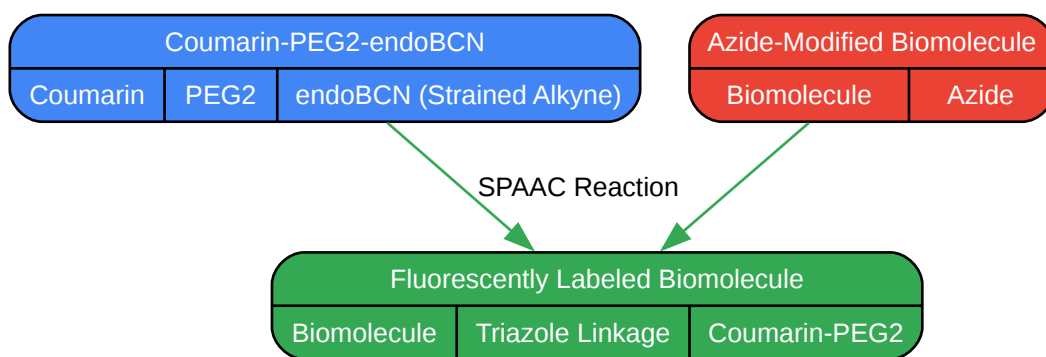 Coumarin-PEG2-endoBCN
Coumarin
PEG2
endoBCN (Strained Alkyne)
Azide-Modified Biomolecule
Biomolecule
Azide
SPAAC Reaction
Fluorescently Labeled Biomolecule
Biomolecule
Triazole Linkage
Coumarin-PEG2